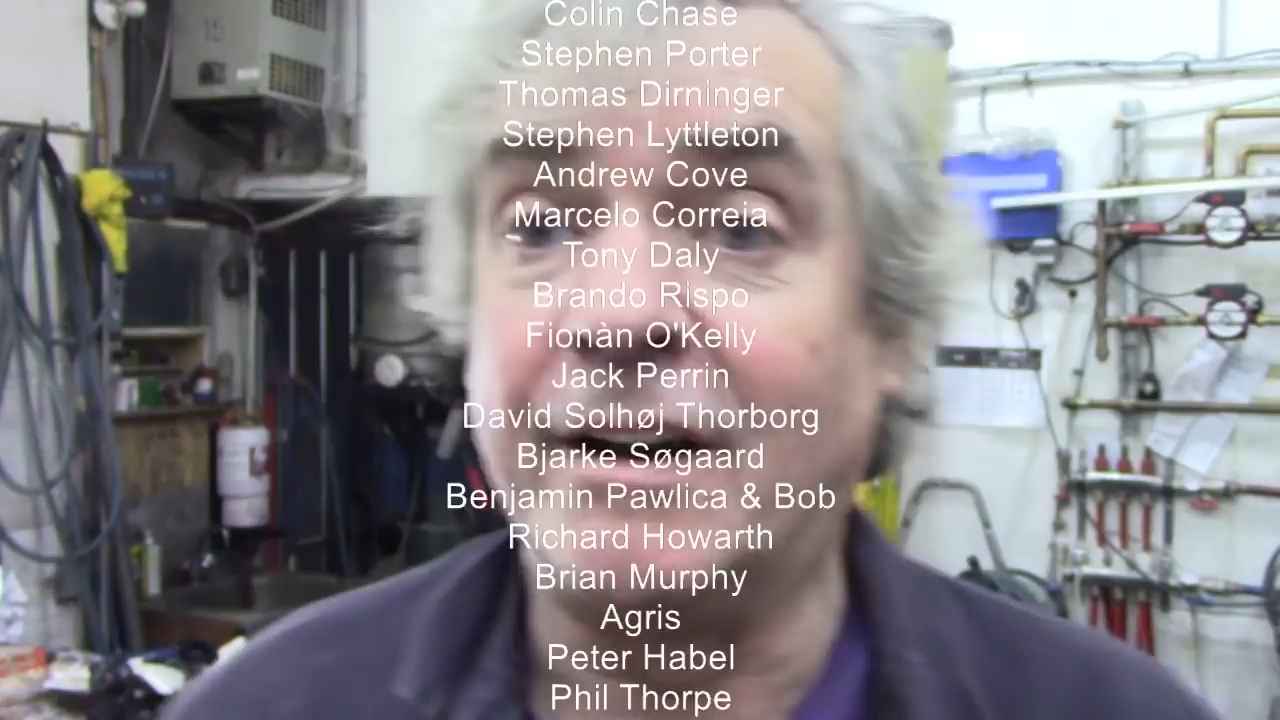 Colin Chase
Stephen Porter
Thomas Dirninger
Stephen Lyttleton
Andrew Cove
Marcelo Correia
Tony Daly
Brando Rispo
Fionàn O'Kelly
Jack Perrin
David Solhøj Thorborg
Bjarke Søgaard
Benjamin Pawlica & Bob
Richard Howarth
Brian Murphy
Agris
Peter Habel
Phil Thorpe